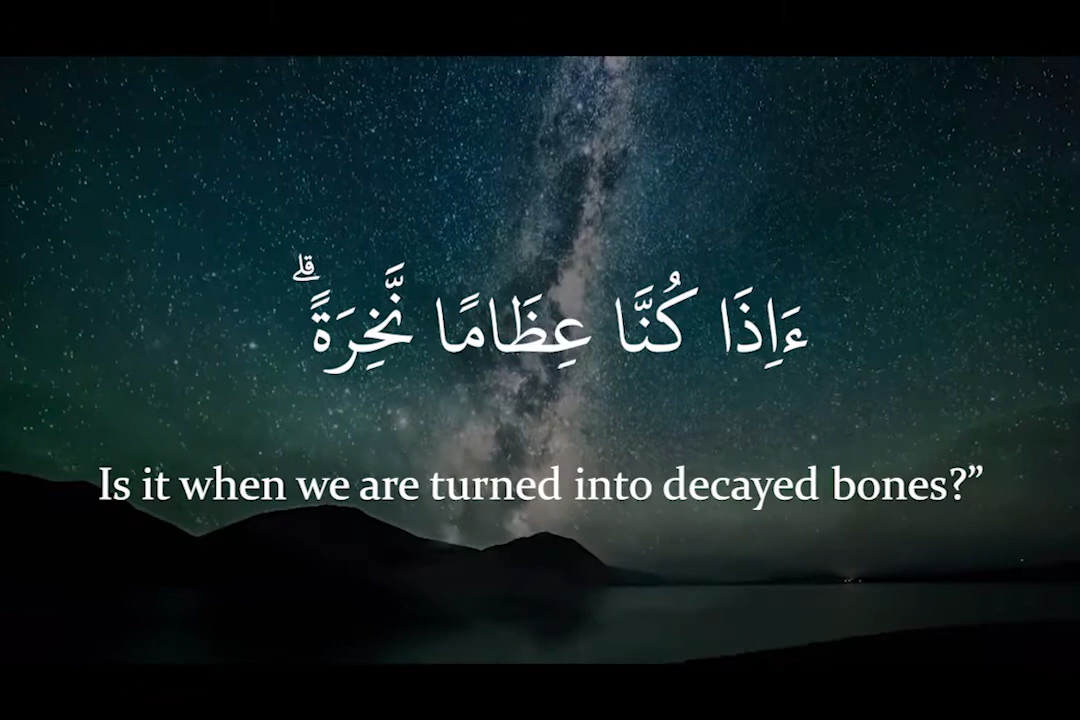 ءَاِذَا كُنَّا عِظَامًا نَّخِرَةً ۗ
Is it when we are turned into decayed bones?”